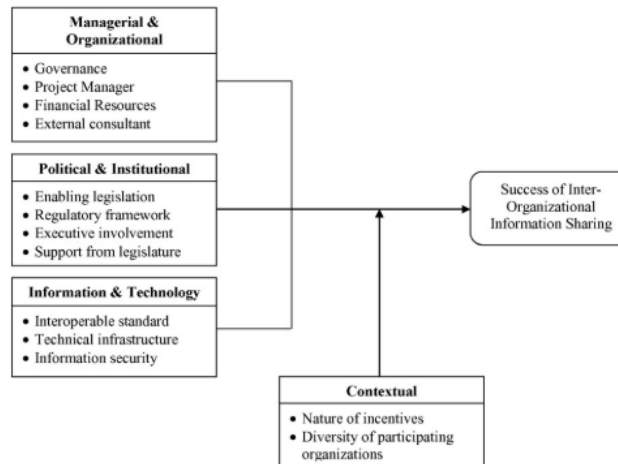 Managerial &
Organizational
• Governance
• Project Manager
• Financial Resources
• External consultant
Political & Institutional
• Enabling legislation
• Regulatory framework
• Executive involvement
• Support from legislature
Information & Technology
• Interoperable standard
• Technical infrastructure
• Information security
Success of Inter-
Organizational
Information Sharing
Contextual
• Nature of incentives
• Diversity of participating
organizations